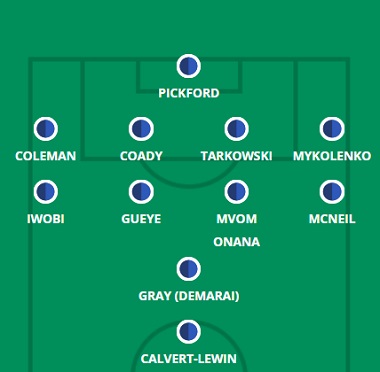 PICKFORD
COLEMAN COADY TARKOWSKI MYKOLENKO
IWOBI GUEYE MVOM ONANA MCNEIL
GRAY (DEMARAI)
CALVERT-LEWIN